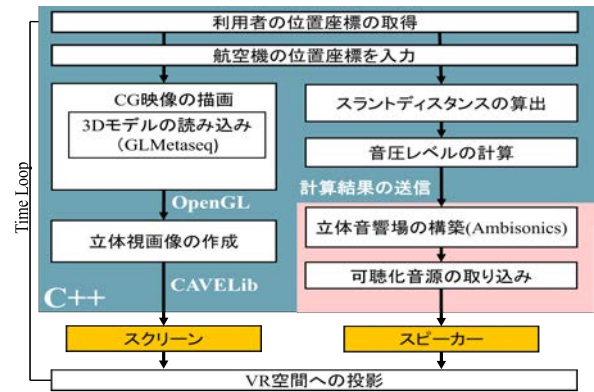 利用者の位置座標の取得
航空機の位置座標を入力
CG映像の描画
3Dモデルの読み込み
(GLMetaseq)
OpenGL
立体視画像の作成
CAVELib
C++
スクリーン
スラントディスタンスの算出
音圧レベルの計算
計算結果の送信
立体音響場の構築(Ambisonics)
可聴化音源の取り込み
スピーカー
VR空間への投影
Time Loop